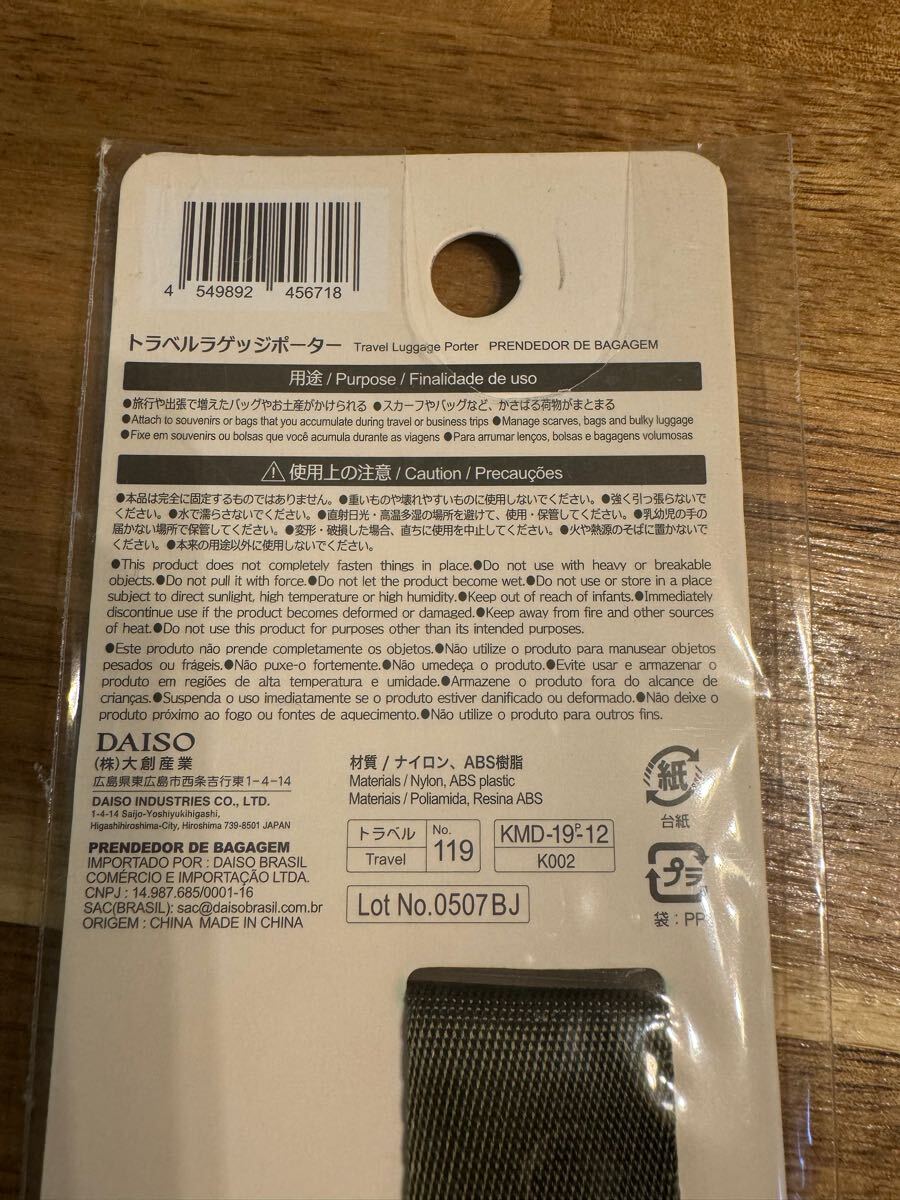 4 549892 456718
トラベルラゲッジポーター Travel Luggage Porter PRENDEDOR DE BAGAGEM
用途 / Purpose / Finalidade de uso
●旅行や出張で増えたバッグやお土産がかけられる ●スカーフやバッグなど、かさばる荷物がまとまる
●Attach to souvenirs or bags that you accumulate during travel or business trips ●Manage scarves, bags and bulky luggage
●Fixe em souvenirs ou bolsas que você acumula durante as viagens ●Para arrumar lenços, bolsas e bagagens volumosas
⚠ 使用上の注意 / Caution / Precauções
●本品は完全に固定するものではありません。●重いものや壊れやすいものに使用しないでください。●強く引っ張らないで
ください。●水で濡らさないでください。●直射日光・高温多湿の場所を避けて、使用・保管してください。●乳幼児の手の
届かない場所で保管してください。●変形・破損した場合、直ちに使用を中止してください。●火や熱源のそばに置かないで
ください。●本来の用途以外に使用しないでください。
●This product does not completely fasten things in place.●Do not use with heavy or breakable
objects.●Do not pull it with force.●Do not let the product become wet.●Do not use or store in a place
subject to direct sunlight, high temperature or high humidity.●Keep out of reach of infants.●Immediately
discontinue use if the product becomes deformed or damaged.●Keep away from fire and other sources
of heat.●Do not use this product for purposes other than its intended purposes.
●Este produto não prende completamente os objetos.●Não utilize o produto para manusear objetos
pesados ou frágeis.●Não puxe-o fortemente.●Não umedeça o produto.●Evite usar e armazenar o
produto em regiões de alta temperatura e umidade.●Armazene o produto fora do alcance de
crianças.●Suspenda o uso imediatamente se o produto estiver danificado ou deformado.●Não deixe o
produto próximo ao fogo ou fontes de aquecimento.●Não utilize o produto para outros fins.
DAISO
(株)大創産業
広島県東広島市西条吉行東1-4-14
DAISO INDUSTRIES CO., LTD.
1-4-14 Saijo-Yoshiyukihigashi,
Higashihiroshima-City, Hiroshima 739-8501 JAPAN
PRENDEDOR DE BAGAGEM
IMPORTADO POR : DAISO BRASIL
COMÉRCIO E IMPORTAÇÃO LTDA.
CNPJ : 14.987.685/0001-16
SAC(BRASIL): sac@daisobrasil.com.br
ORIGEM : CHINA MADE IN CHINA
材質 / ナイロン、ABS樹脂
Materials / Nylon, ABS plastic
Materiais / Poliamida, Resina ABS
トラベル
Travel
No.
119
KMD-19-P-12
K002
Lot No.0507BJ
紙
台紙
プラ
袋:PP